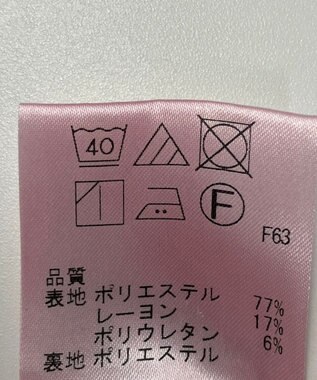 40
F
F63
品質
表地 ポリエステル 77%
レーヨン 17%
ポリウレタン 6%
裏地 ポリエステル